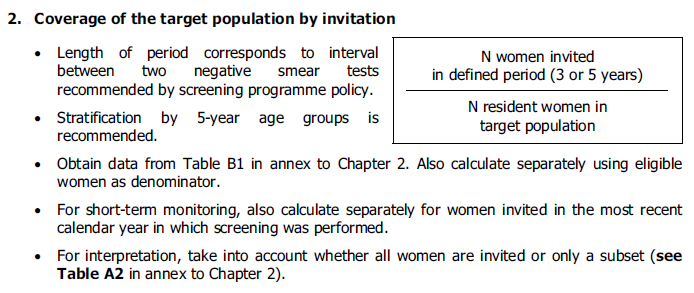 2. Coverage of the target population by invitation
• Length of period corresponds to interval
between two negative smear tests
recommended by screening programme policy.
• Stratification by 5-year age groups is
recommended.
N women invited
in defined period (3 or 5 years)
N resident women in
target population
• Obtain data from Table B1 in annex to Chapter 2. Also calculate separately using eligible
women as denominator.
• For short-term monitoring, also calculate separately for women invited in the most recent
calendar year in which screening was performed.
• For interpretation, take into account whether all women are invited or only a subset (see
Table A2 in annex to Chapter 2).